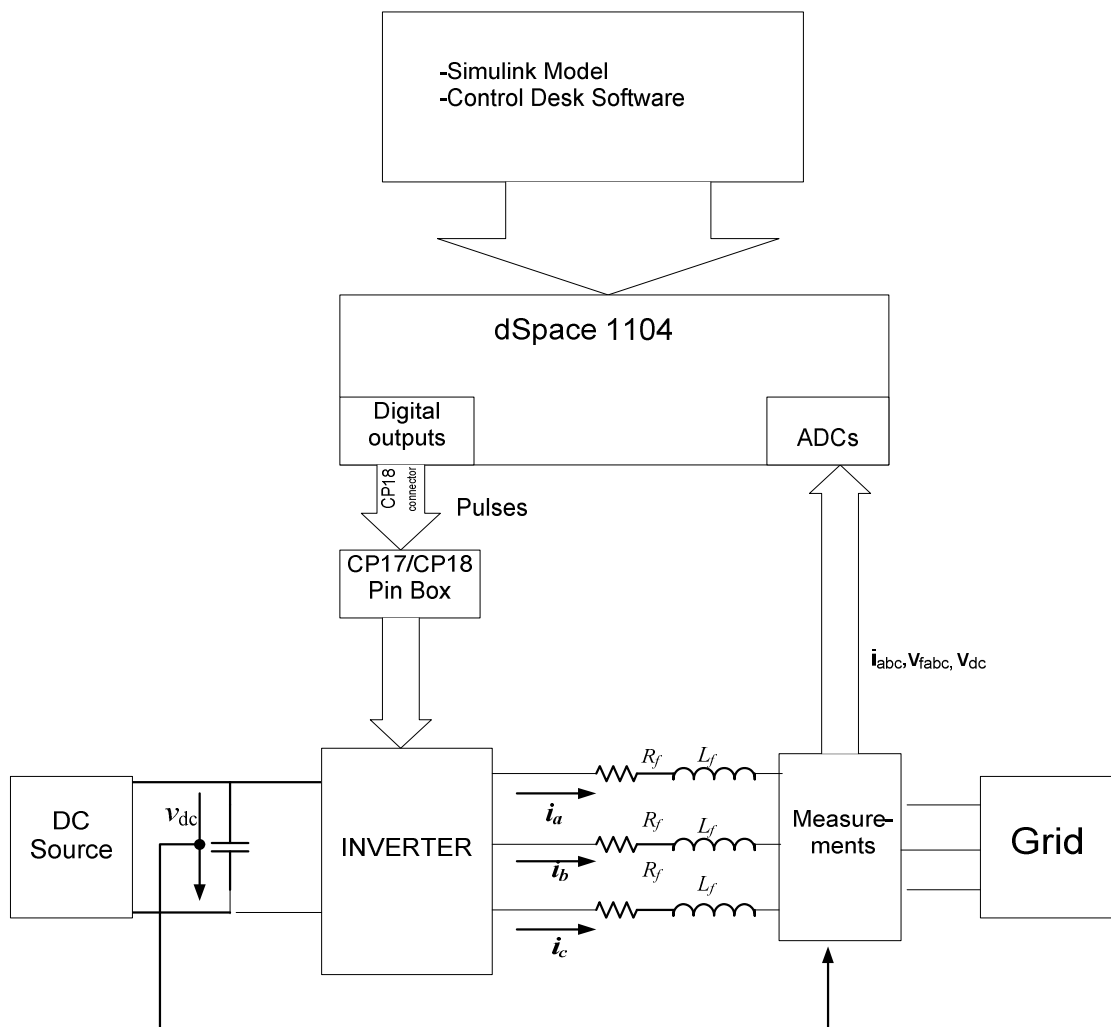 -Simulink Model
-Control Desk Software
dSpace 1104
Digital
outputs
ADCs
CP18
connector
Pulses
CP17/CP18
Pin Box
iabc,vfabc, vdc
Rf
Lf
DC
Source
vdc
INVERTER
ia
Rf
Lf
ib
Rf
Lf
ic
Measure-
ments
Grid